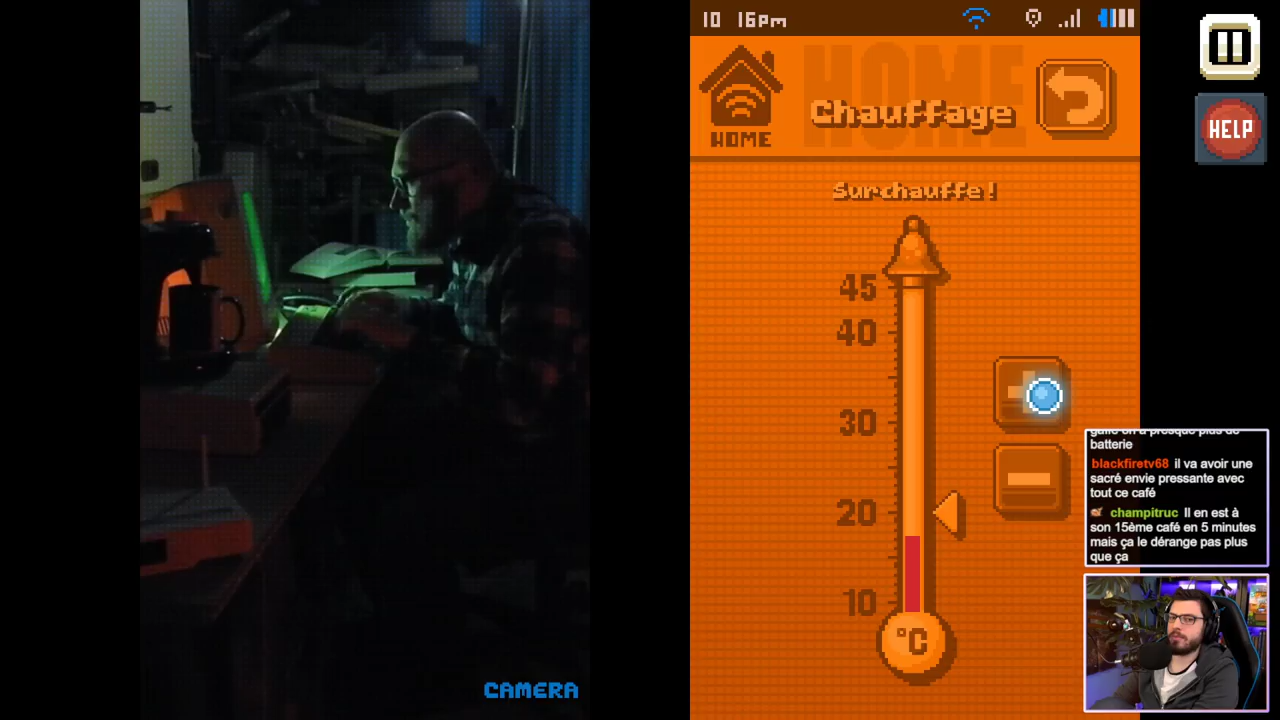 10 16pm
HOME
Chauffage
HOME
Surchauffe !
45
40
30
20
10
°C
CAMERA
HELP
batterie
blackfiretv68 il va avoir une
sacré envie pressante avec
tout ce café
champitruc Il en est à
son 15ème café en 5 minutes
mais ça le dérange pas plus
que ça